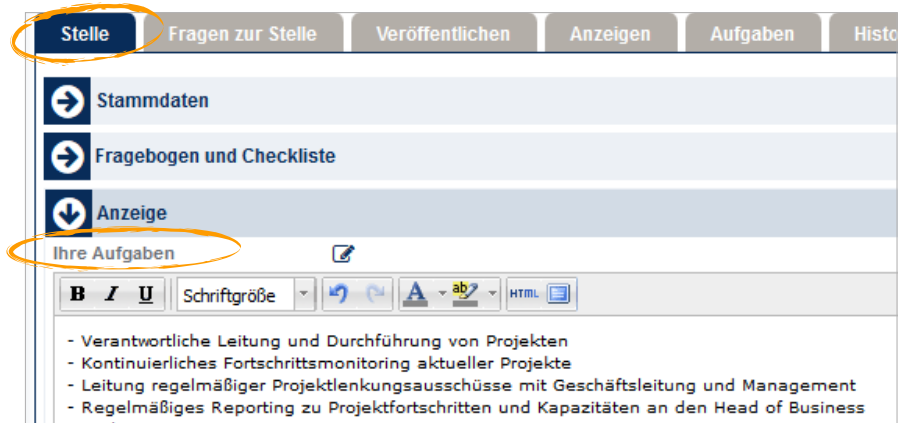 Stelle Fragen zur Stelle Veröffentlichen Anzeigen Aufgaben Histo
Stammdaten
Fragebogen und Checkliste
Anzeige
Ihre Aufgaben
B I U Schriftgröße A ab HTML
- Verantwortliche Leitung und Durchführung von Projekten
- Kontinuierliches Fortschrittsmonitoring aktueller Projekte
- Leitung regelmäßiger Projektlenkungsausschüsse mit Geschäftsleitung und Management
- Regelmäßiges Reporting zu Projektfortschritten und Kapazitäten an den Head of Business